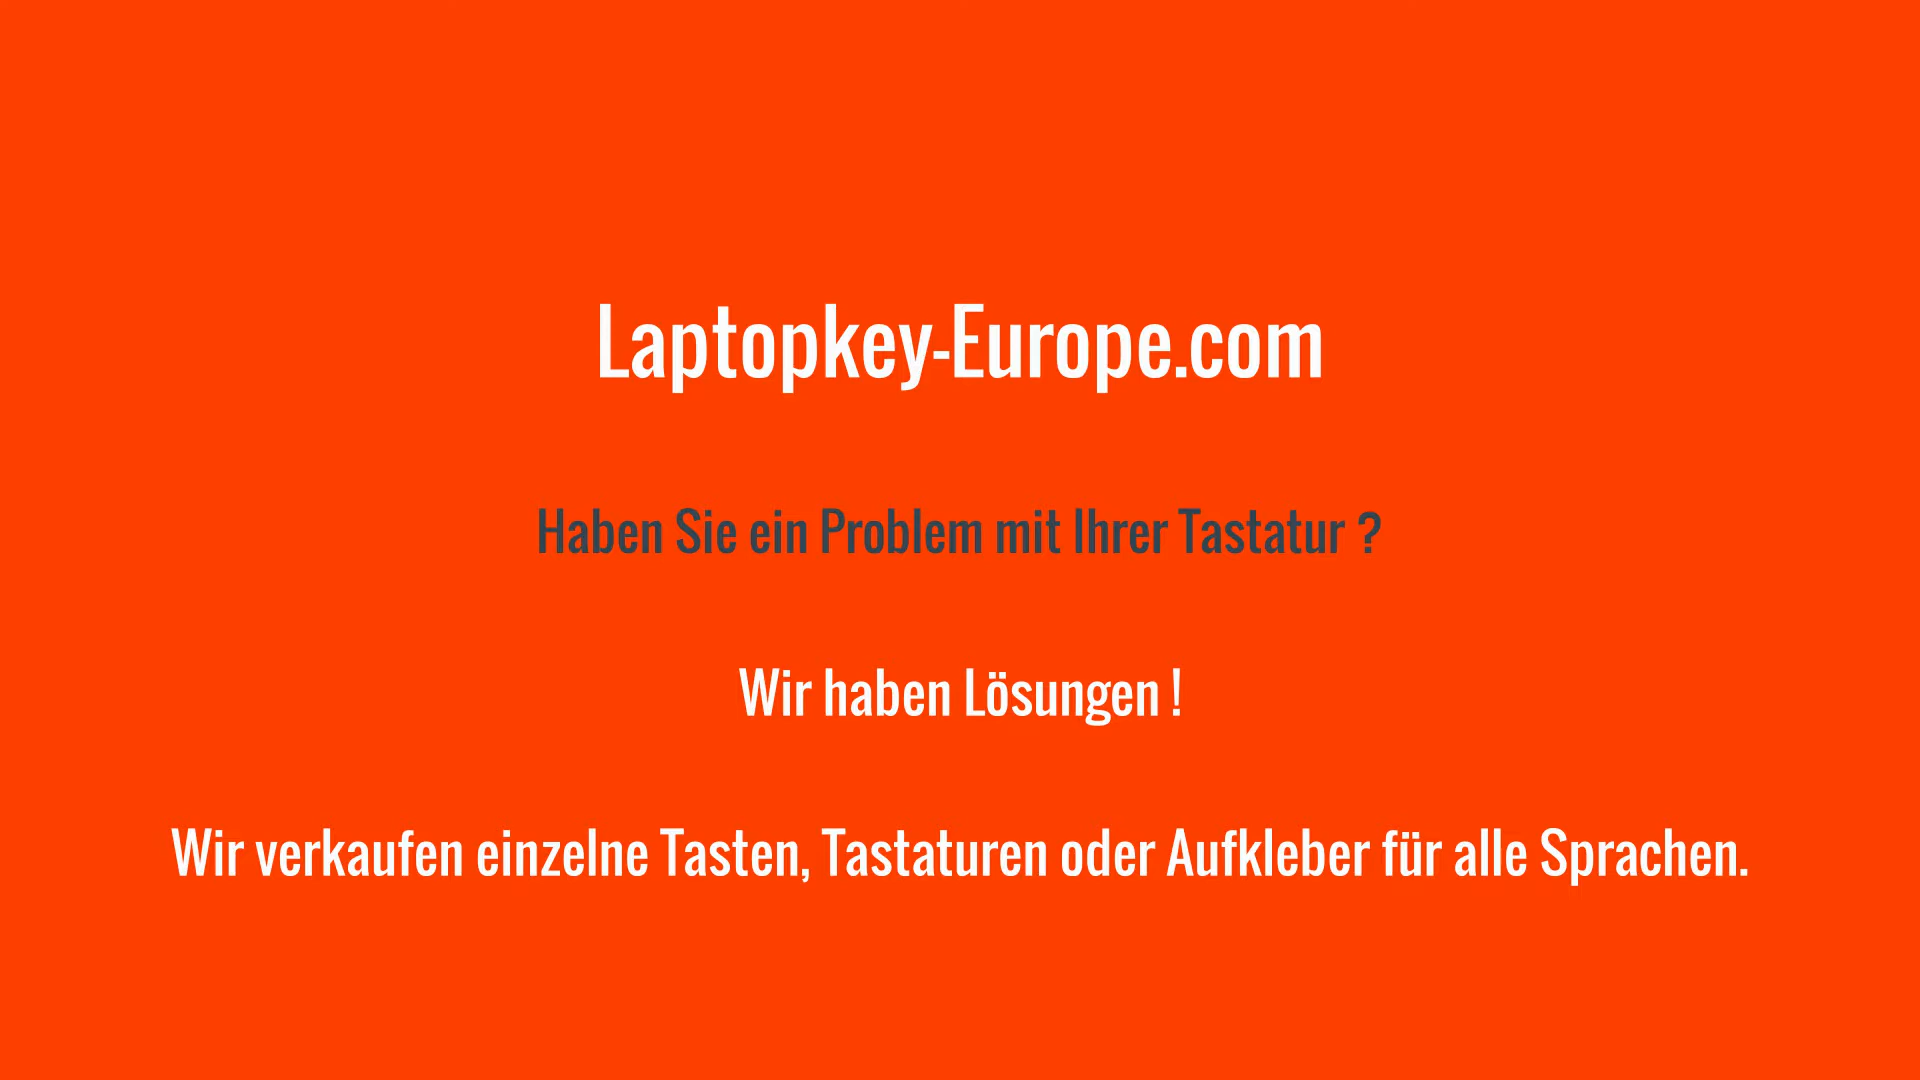 Laptopkey-Europe.com
Haben Sie ein Problem mit Ihrer Tastatur ?
Wir haben Lösungen !
Wir verkaufen einzelne Tasten, Tastaturen oder Aufkleber für alle Sprachen.